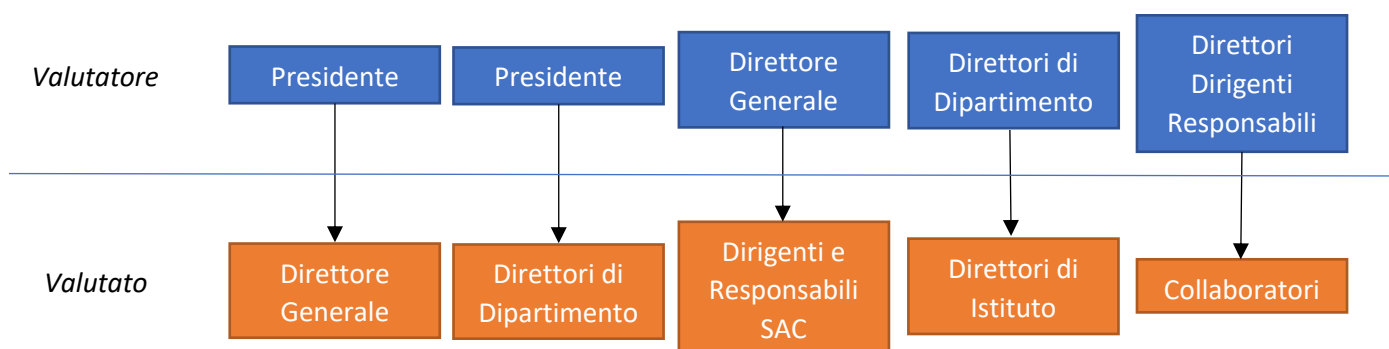 Valutatore
Presidente
Presidente
Direttore
Generale
Direttori di
Dipartimento
Direttori
Dirigenti
Responsabili
Valutato
Direttore
Generale
Direttori di
Dipartimento
Dirigenti e
Responsabili
SAC
Direttori di
Istituto
Collaboratori